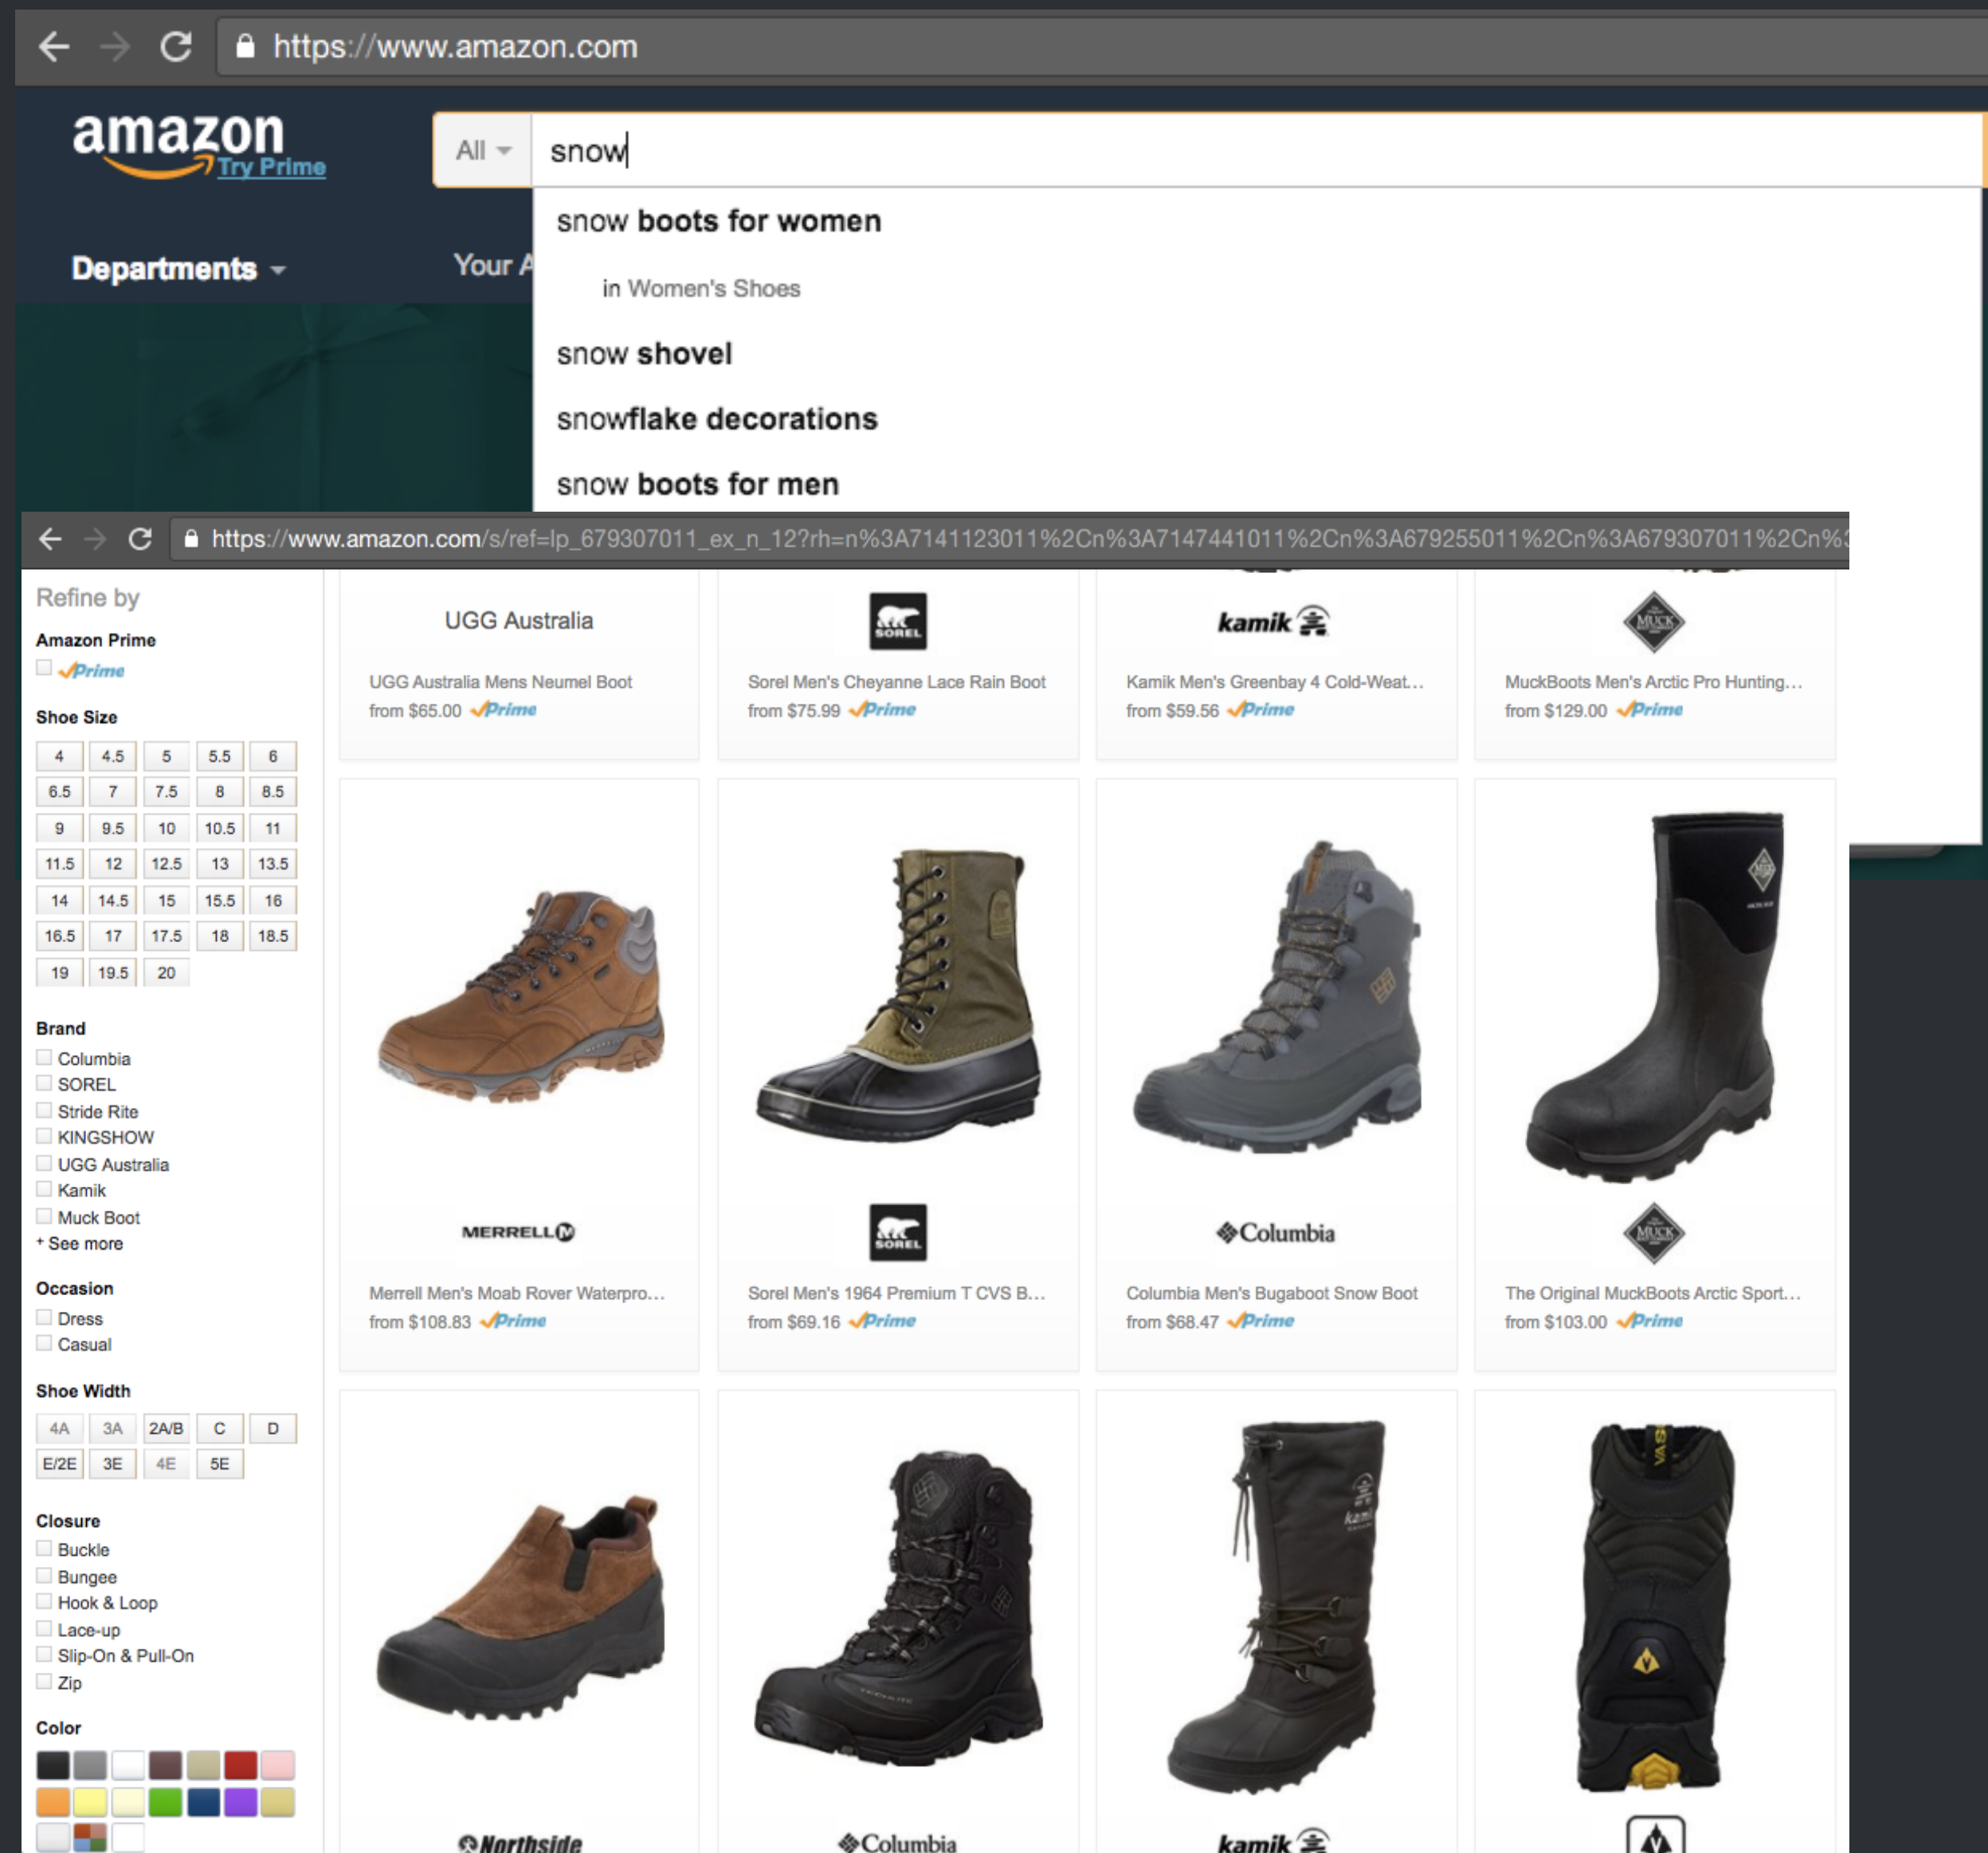 https://www.amazon.com
amazon
Try Prime
All
snow
Departments
Your A
snow boots for women
in Women's Shoes
snow shovel
snowflake decorations
snow boots for men
https://www.amazon.com/s/ref=lp_679307011_ex_n_12?rh=n%3A7141123011%2Cn%3A7147441011%2Cn%3A679255011%2Cn%3A679307011%2Cn%3
Refine by
Amazon Prime
Prime
Shoe Size
4 4.5 5 5.5 6
6.5 7 7.5 8 8.5
9 9.5 10 10.5 11
11.5 12 12.5 13 13.5
14 14.5 15 15.5 16
16.5 17 17.5 18 18.5
19 19.5 20
Brand
Columbia
SOREL
Stride Rite
KINGSHOW
UGG Australia
Kamik
Muck Boot
+ See more
Occasion
Dress
Casual
Shoe Width
4A 3A 2A/B C D
E/2E 3E 4E 5E
Closure
Buckle
Bungee
Hook & Loop
Lace-up
Slip-On & Pull-On
Zip
Color
UGG Australia
UGG Australia Mens Neumel Boot
from $65.00 Prime
SOREL
Sorel Men's Cheyanne Lace Rain Boot
from $75.99 Prime
kamik
Kamik Men's Greenbay 4 Cold-Weat...
from $59.56 Prime
MUCK
MuckBoots Men's Arctic Pro Hunting...
from $129.00 Prime
MERRELL
Merrell Men's Moab Rover Waterpro...
from $108.83 Prime
SOREL
Sorel Men's 1964 Premium T CVS B...
from $69.16 Prime
Columbia
Columbia Men's Bugaboot Snow Boot
from $68.47 Prime
MUCK
The Original MuckBoots Arctic Sport...
from $103.00 Prime
Northside
Columbia
kamik
kamik
VAS